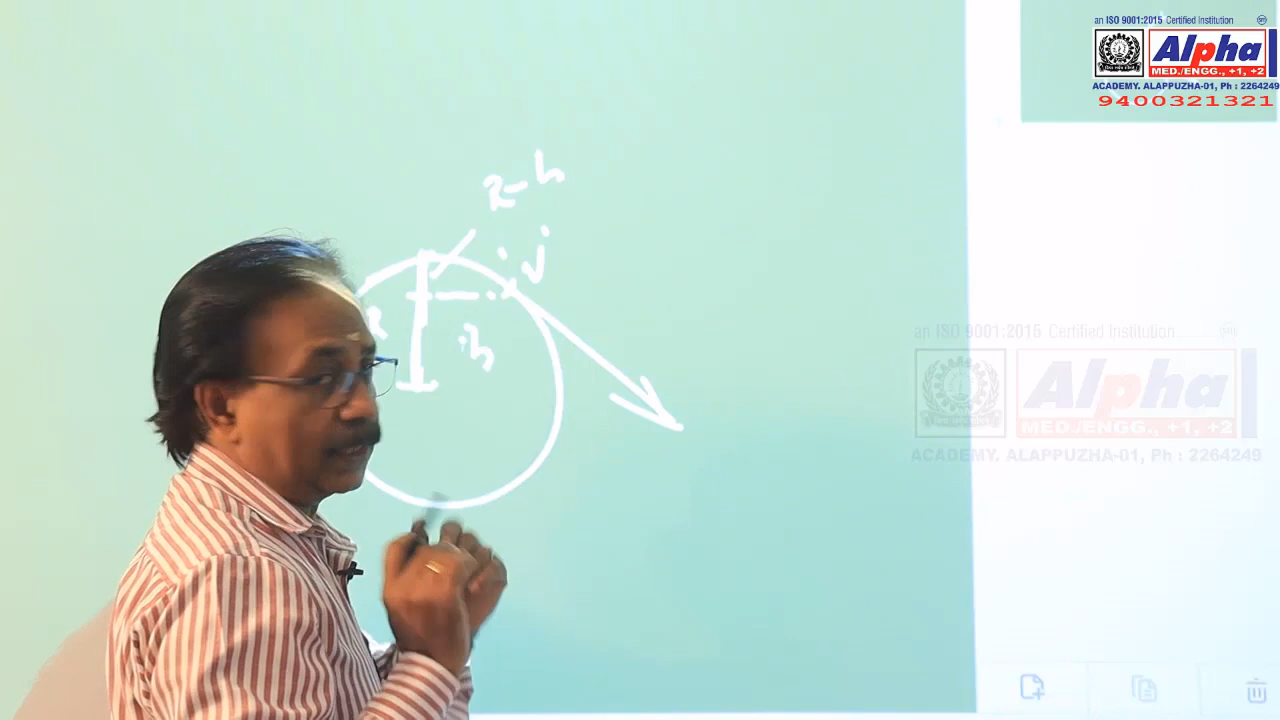 an ISO 9001:2015 Certified Institution
Alpha
MED./ENGG., +1, +2
ACADEMY. ALAPPUZHA-01, Ph : 2264249
9400321321
R-h
R
h
an ISO 9001:2015 Certified Institution
Alpha
MED./ENGG., +1, +2
ACADEMY. ALAPPUZHA-01, Ph : 2264249